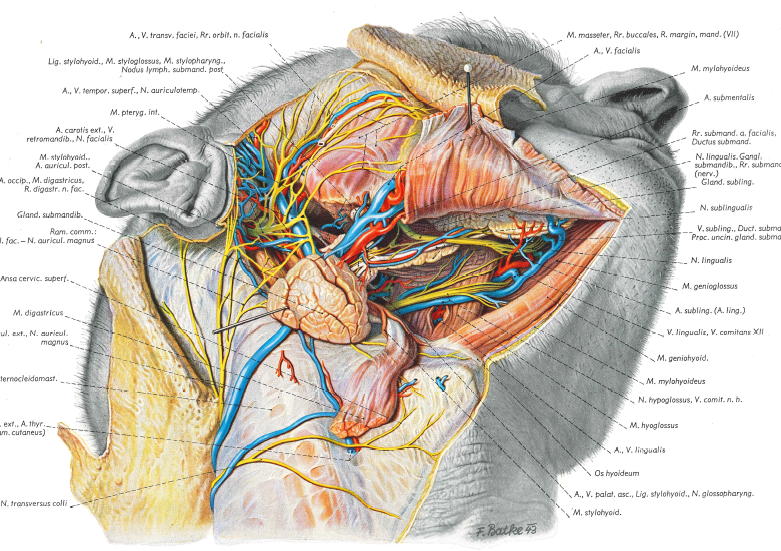 A., V. transv. faciei, Rr. orbit. n. facialis
Lig. stylohyoid., M. styloglossus, M. stylopharyng.,
Nodus lymph. submand. post.
A., V. tempor. superf., N. auriculotemp.
M. pteryg. int.
A. carotis ext., V.
retromandib., N. facialis
M. stylohyoid.,
A. auricul. post.
A. occip., M. digastricus,
R. digastr. n. fac.
Gland. submandib.
Ram. comm.:
l. fac. – N. auricul. magnus
Ansa cervic. superf.
M. digastricus
ul. ext., N. auricul.
magnus
ternocleidomast.
ext., A. thyr.
m. cutaneus)
N. transversus colli
M. masseter, Rr. buccales, R. margin. mand. (VII)
A., V. facialis
M. mylohyoideus
A. submentalis
Rr. submand. a. facialis,
Ductus submand.
N. lingualis, Gangl.
submandib., Rr. submand
(nerv.)
Gland. subling.
N. sublingualis
V. subling., Duct. subma
Proc. uncin. gland. subma
N. lingualis
M. genioglossus
A. subling. (A. ling.)
V. lingualis, V. comitans XII
M. geniohyoid.
M. mylohyoideus
N. hypoglossus, V. comit. n. h.
M. hyoglossus
A., V. lingualis
Os hyoideum
A., V. palat. asc., Lig. stylohyoid., N. glossopharyng.
M. stylohyoid.
F. Batke 43